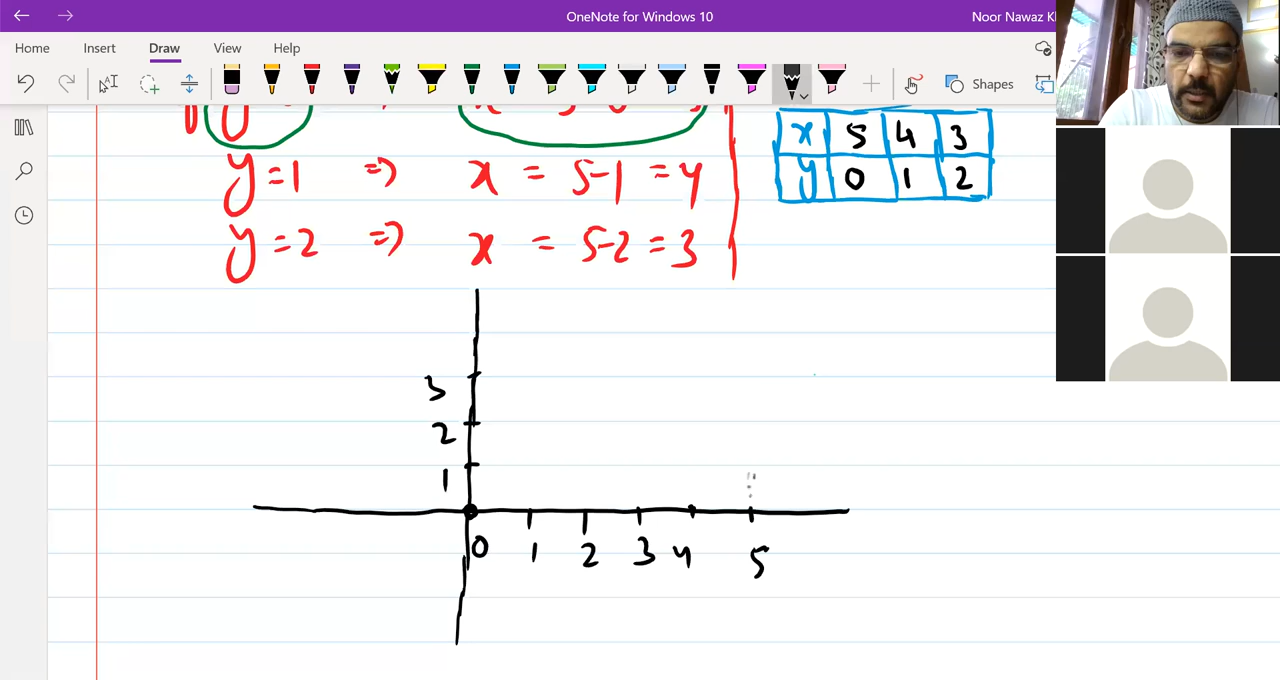 OneNote for Windows 10
Noor Nawaz Kh
Home Insert Draw View Help
Shapes
x 5 4 3
y 0 1 2
y = 1 ⇒ x = 5-1 = 4
y = 2 ⇒ x = 5-2 = 3
3
2
1
0 1 2 3 4 5